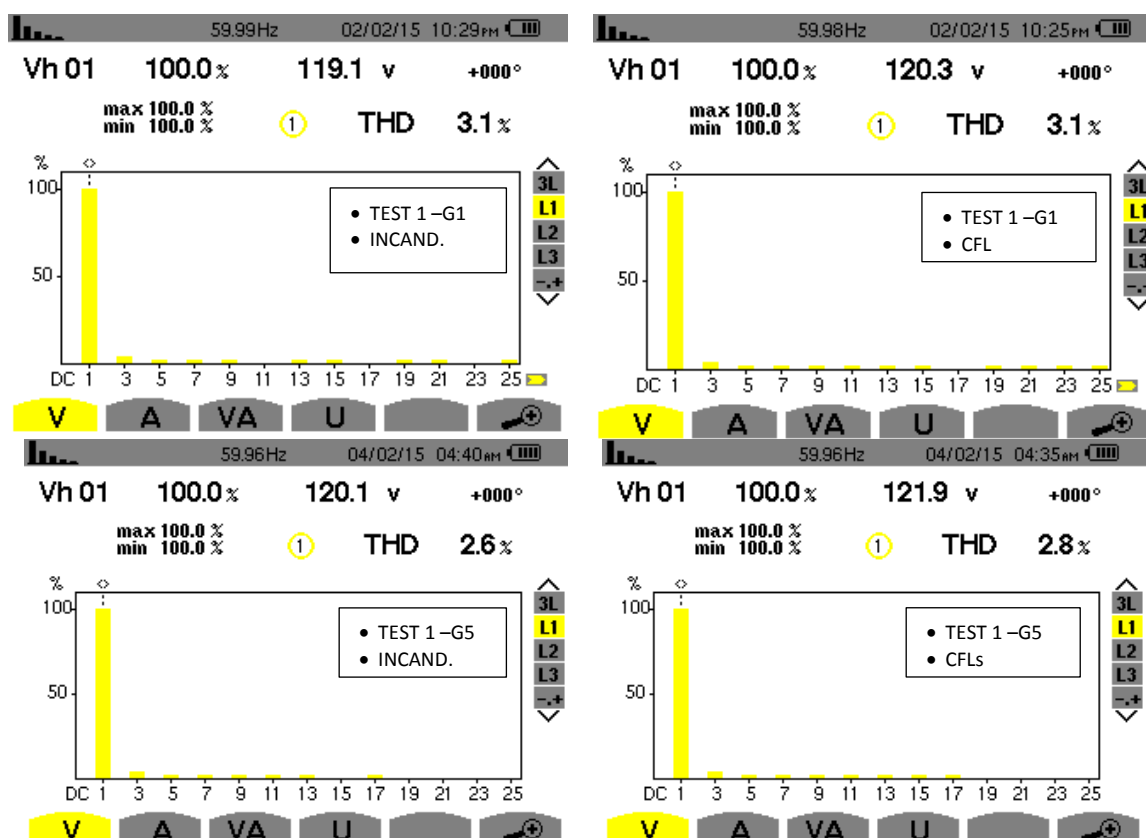 59.99Hz 02/02/15 10:29PM
Vh 01 100.0% 119.1 V +000°
max 100.0 %
min 100.0 %
1 THD 3.1%
%
100
50
• TEST 1 –G1
• INCAND.
3L
L1
L2
L3
-.+
DC 1 3 5 7 9 11 13 15 17 19 21 23 25
V A VA U
59.98Hz 02/02/15 10:25PM
Vh 01 100.0% 120.3 V +000°
max 100.0 %
min 100.0 %
1 THD 3.1%
%
100
50
• TEST 1 –G1
• CFL
3L
L1
L2
L3
-.+
DC 1 3 5 7 9 11 13 15 17 19 21 23 25
V A VA U
59.96Hz 04/02/15 04:40AM
Vh 01 100.0% 120.1 V +000°
max 100.0 %
min 100.0 %
1 THD 2.6%
%
100
50
• TEST 1 –G5
• INCAND.
3L
L1
L2
L3
-.+
DC 1 3 5 7 9 11 13 15 17 19 21 23 25
V A VA U
59.96Hz 04/02/15 04:35AM
Vh 01 100.0% 121.9 V +000°
max 100.0 %
min 100.0 %
1 THD 2.8%
%
100
50
• TEST 1 –G5
• CFLs
3L
L1
L2
L3
-.+
DC 1 3 5 7 9 11 13 15 17 19 21 23 25
V A VA U